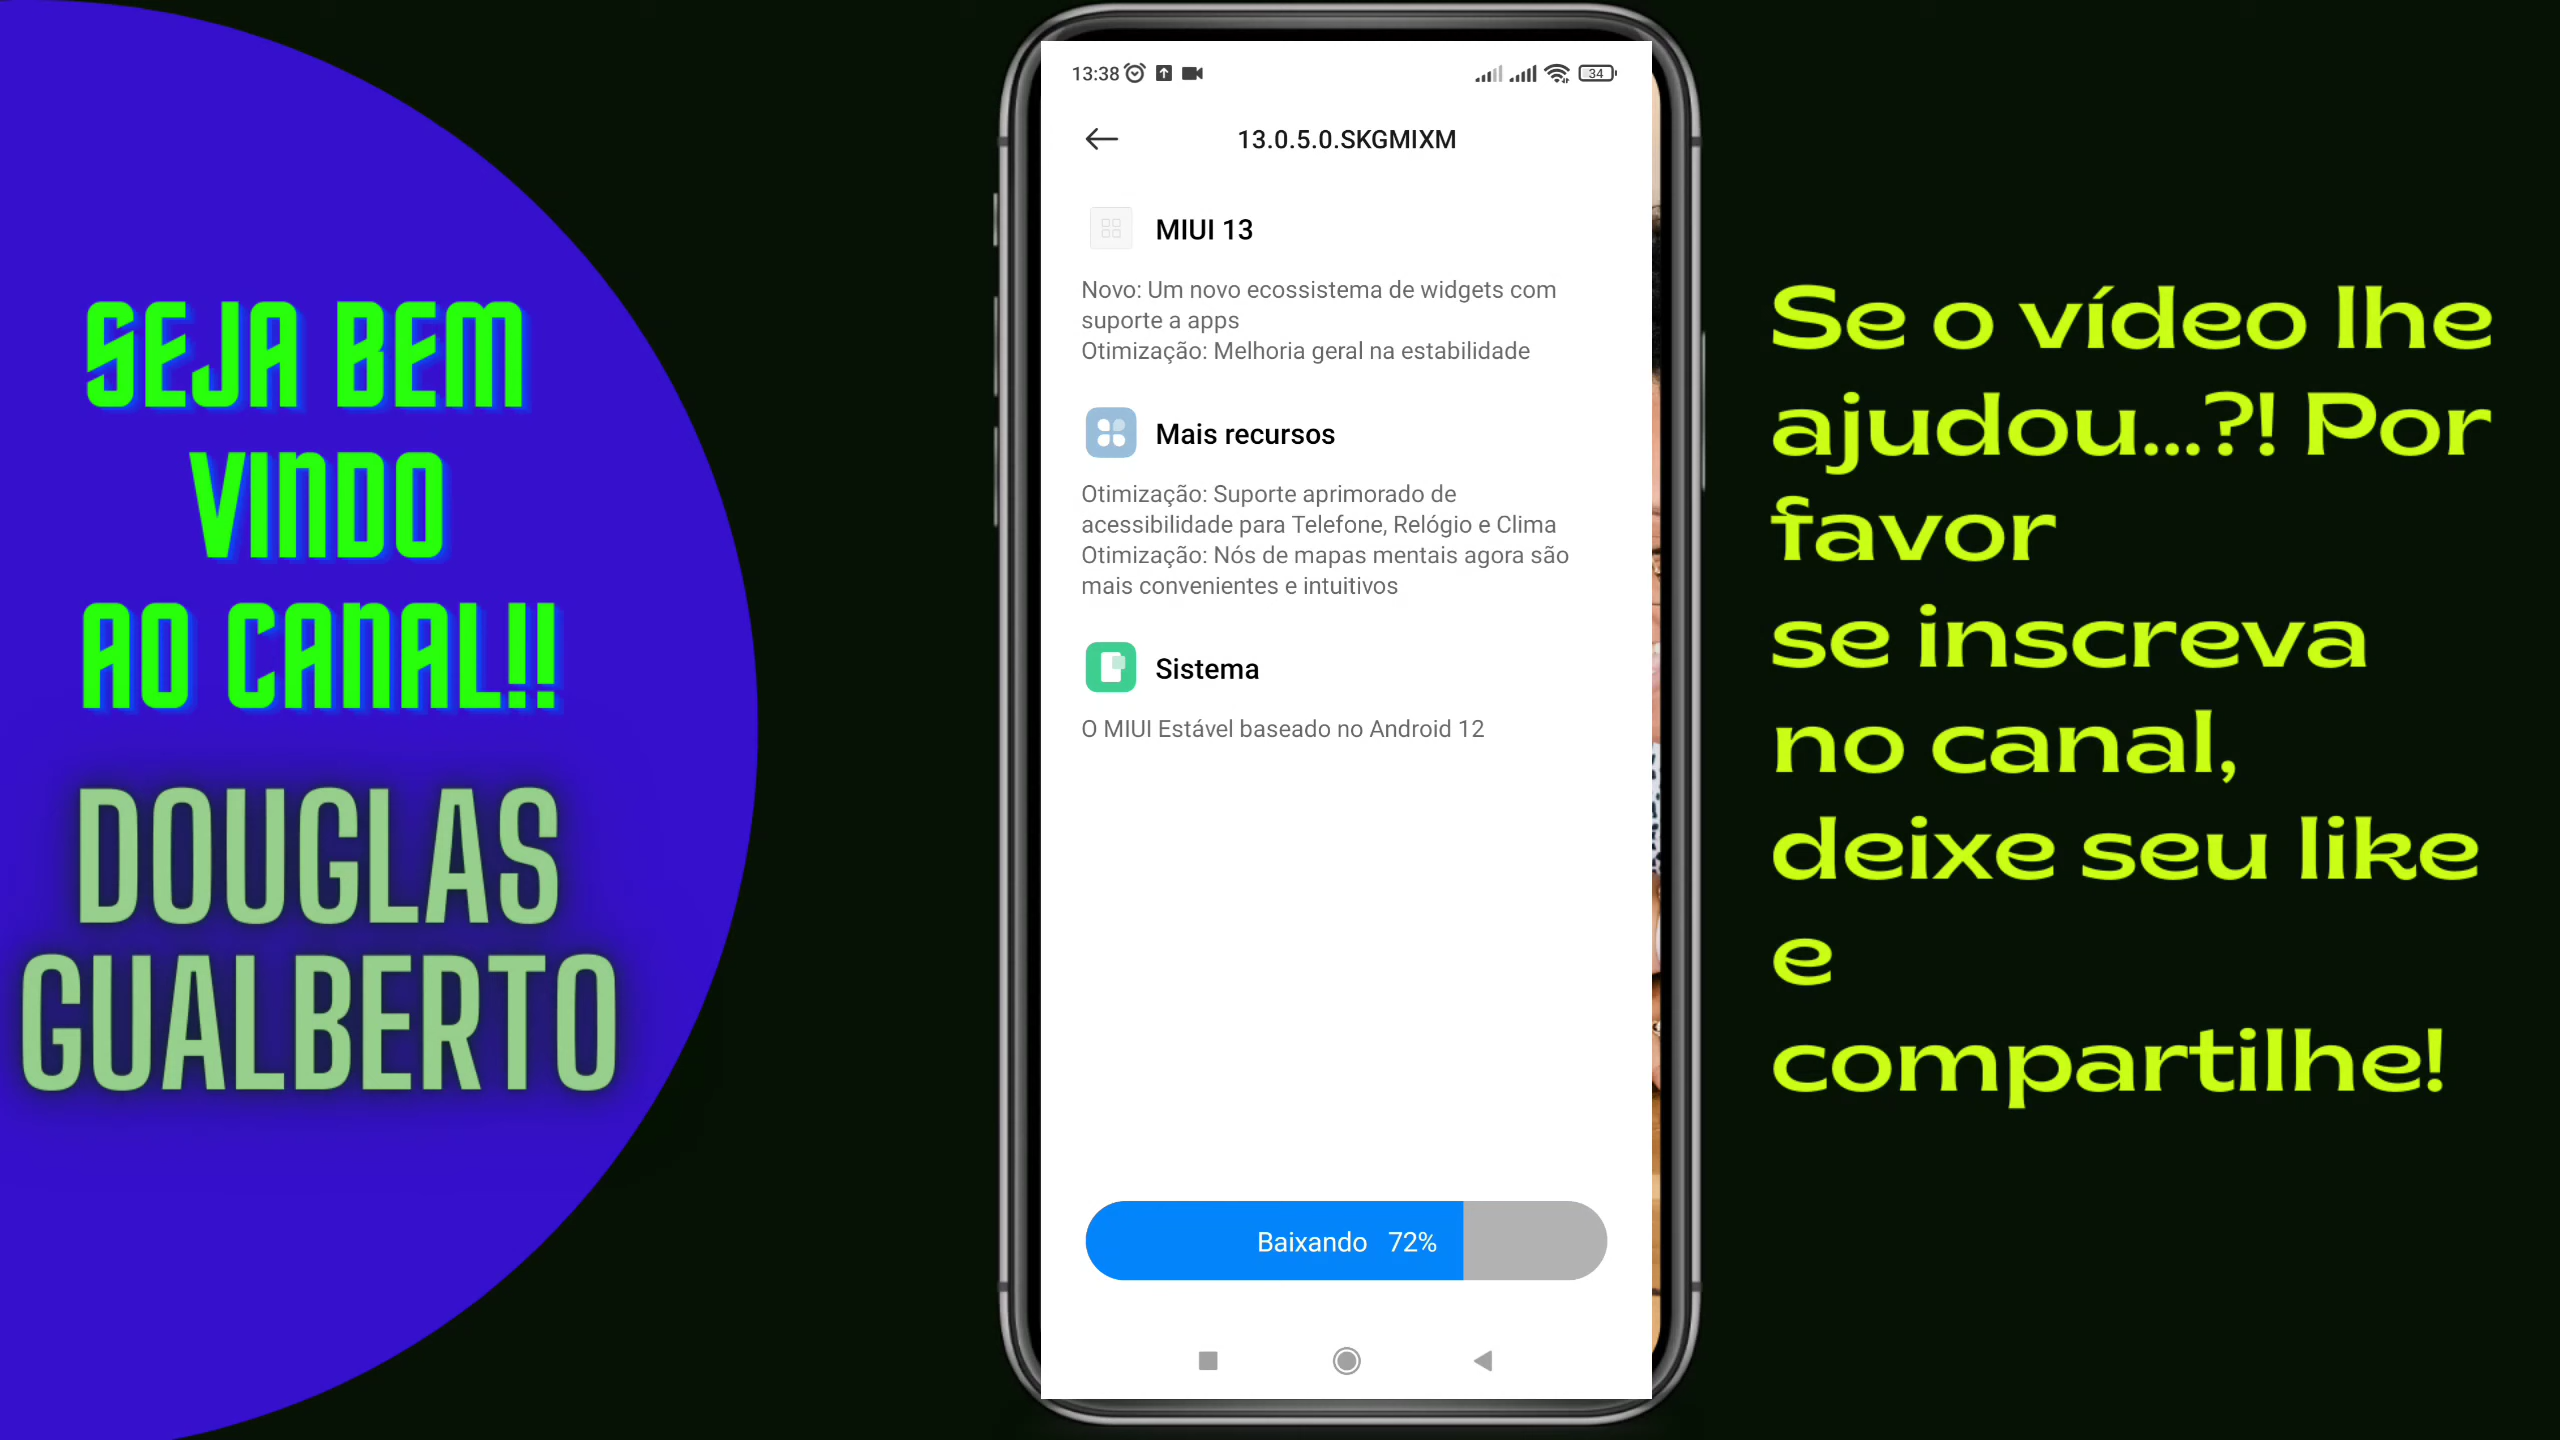 SEJA BEM
VINDO
AO CANAL!!
DOUGLAS
GUALBERTO
13:38
34
13.0.5.0.SKGMIXM
MIUI 13
Novo: Um novo ecossistema de widgets com
suporte a apps
Otimização: Melhoria geral na estabilidade
Mais recursos
Otimização: Suporte aprimorado de
acessibilidade para Telefone, Relógio e Clima
Otimização: Nós de mapas mentais agora são
mais convenientes e intuitivos
Sistema
O MIUI Estável baseado no Android 12
Baixando 72%
Se o vídeo lhe
ajudou...?! Por
favor
se inscreva
no canal,
deixe seu like
e
compartilhe!